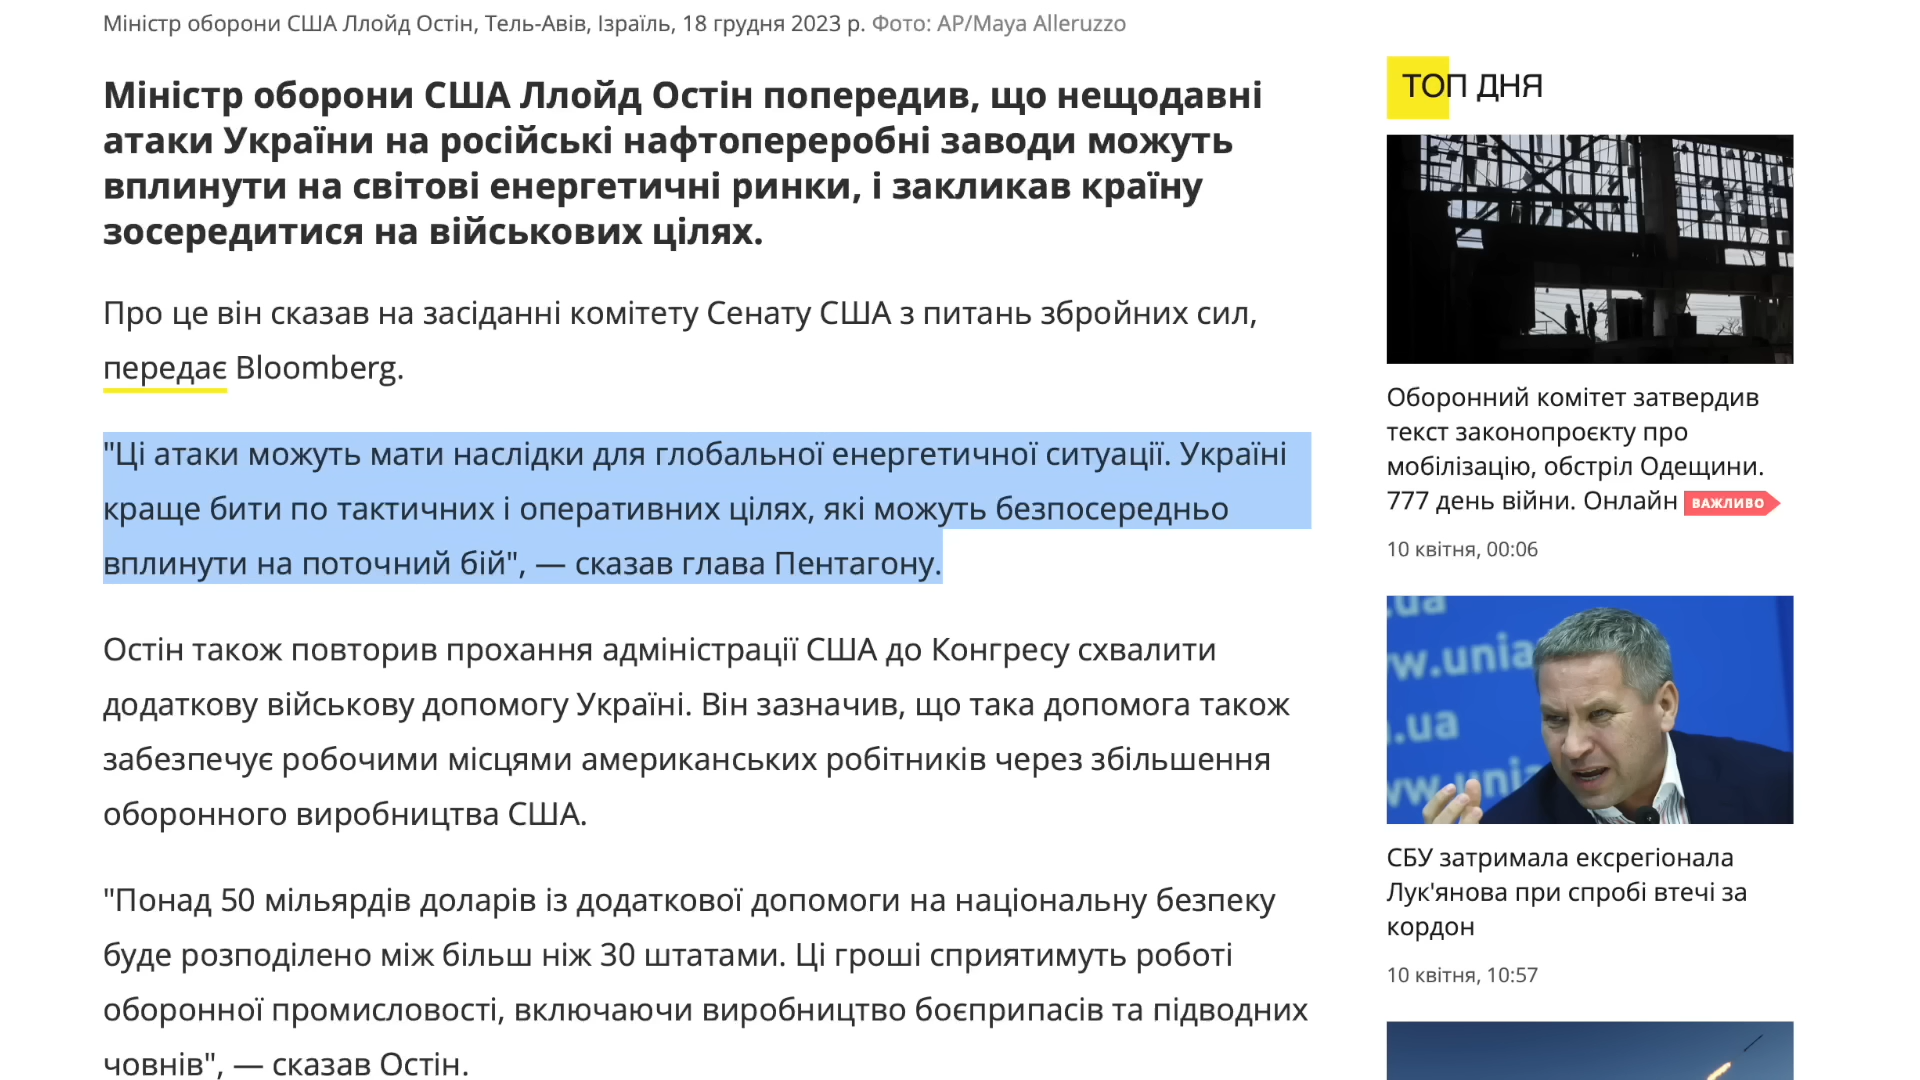 Міністр оборони США Ллойд Остін, Тель-Авів, Ізраїль, 18 грудня 2023 р. Фото: AP/Maya Alleruzzo
Міністр оборони США Ллойд Остін попередив, що нещодавні
атаки України на російські нафтопереробні заводи можуть
вплинути на світові енергетичні ринки, і закликав країну
зосередитися на військових цілях.
Про це він сказав на засіданні комітету Сенату США з питань збройних сил,
передає Bloomberg.
"Ці атаки можуть мати наслідки для глобальної енергетичної ситуації. Україні
краще бити по тактичних і оперативних цілях, які можуть безпосередньо
вплинути на поточний бій", — сказав глава Пентагону.
Остін також повторив прохання адміністрації США до Конгресу схвалити
додаткову військову допомогу Україні. Він зазначив, що така допомога також
забезпечує робочими місцями американських робітників через збільшення
оборонного виробництва США.
"Понад 50 мільярдів доларів із додаткової допомоги на національну безпеку
буде розподілено між більш ніж 30 штатами. Ці гроші сприятимуть роботі
оборонної промисловості, включаючи виробництво боєприпасів та підводних
човнів", — сказав Остін.
ТОП ДНЯ
Оборонний комітет затвердив
текст законопроєкту про
мобілізацію, обстріл Одещини.
777 день війни. Онлайн ВАЖЛИВО
10 квітня, 00:06
.ua
w.unia
.ua
ww.unia
СБУ затримала ексрегіонала
Лук'янова при спробі втечі за
кордон
10 квітня, 10:57